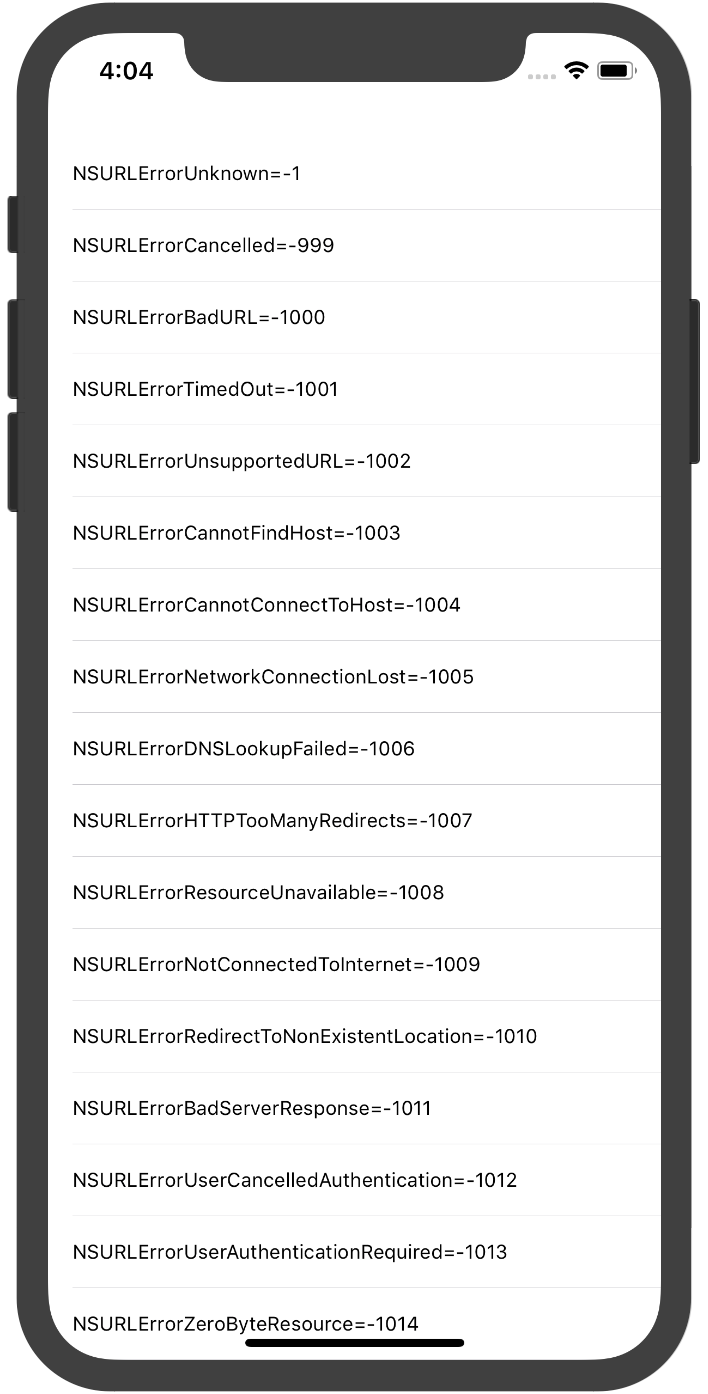 4:04
NSURLErrorUnknown=-1
NSURLErrorCancelled=-999
NSURLErrorBadURL=-1000
NSURLErrorTimedOut=-1001
NSURLErrorUnsupportedURL=-1002
NSURLErrorCannotFindHost=-1003
NSURLErrorCannotConnectToHost=-1004
NSURLErrorNetworkConnectionLost=-1005
NSURLErrorDNSLookupFailed=-1006
NSURLErrorHTTPTooManyRedirects=-1007
NSURLErrorResourceUnavailable=-1008
NSURLErrorNotConnectedToInternet=-1009
NSURLErrorRedirectToNonExistentLocation=-1010
NSURLErrorBadServerResponse=-1011
NSURLErrorUserCancelledAuthentication=-1012
NSURLErrorUserAuthenticationRequired=-1013
NSURLErrorZeroByteResource=-1014